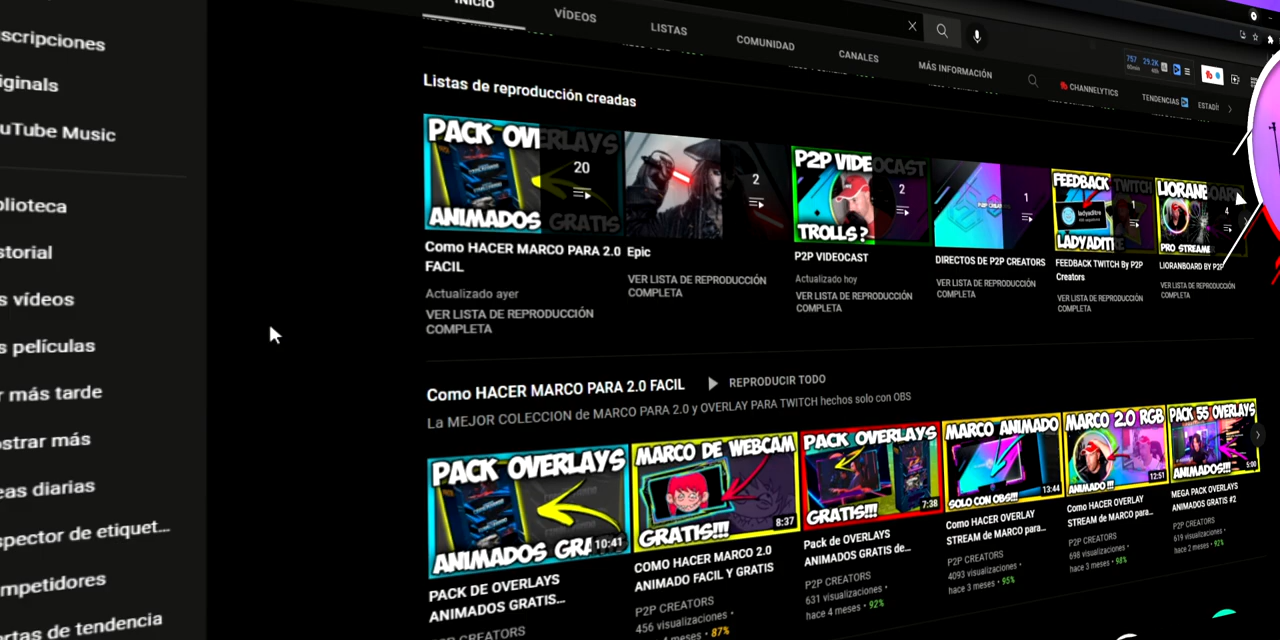 INICIO
VÍDEOS
LISTAS
COMUNIDAD
CANALES
MÁS INFORMACIÓN
CHANNELYTICS
TENDENCIAS
757
29.2K
scripciones
iginals
uTube Music
blioteca
storial
s vídeos
s películas
r más tarde
ostrar más
eas diarias
spector de etiquet...
mpetidores
ertas de tendencia
Listas de reproducción creadas
PACK OVERLAYS
ANIMADOS GRATIS
20
Como HACER MARCO PARA 2.0
FACIL
Actualizado ayer
VER LISTA DE REPRODUCCIÓN
COMPLETA
2
Epic
VER LISTA DE REPRODUCCIÓN
COMPLETA
P2P VIDEOCAST
TROLLS?
2
P2P VIDEOCAST
Actualizado hoy
VER LISTA DE REPRODUCCIÓN
COMPLETA
1
DIRECTOS DE P2P CREATORS
VER LISTA DE REPRODUCCIÓN
COMPLETA
FEEDBACK TWITCH
ladyaditre
LADYADITRE
FEEDBACK TWITCH By P2P
Creators
VER LISTA DE REPRODUCCIÓN
COMPLETA
LIORANBOARD
PRO STREAMER
4
LIORANBOARD BY P2P
VER LISTA DE REPRODUCCIÓN
COMPLETA
Como HACER MARCO PARA 2.0 FACIL
REPRODUCIR TODO
La MEJOR COLECCION de MARCO PARA 2.0 y OVERLAY PARA TWITCH hechos solo con OBS
PACK OVERLAYS
ANIMADOS GRA
10:41
PACK DE OVERLAYS
ANIMADOS GRATIS...
CREATORS
MARCO DE WEBCAM
GRATIS!!!
8:37
COMO HACER MARCO 2.0
ANIMADO FACIL Y GRATIS
P2P CREATORS
456 visualizaciones •
4 meses • 87%
PACK OVERLAYS
GRATIS!!!
7:38
Pack de OVERLAYS
ANIMADOS GRATIS de...
P2P CREATORS
631 visualizaciones •
hace 4 meses • 92%
MARCO ANIMADO
SOLO CON OBS!!!
13:44
Como HACER OVERLAY
STREAM de MARCO para...
P2P CREATORS
4093 visualizaciones •
hace 3 meses • 95%
MARCO 2.0 RGB
ANIMADO !!!
12:51
Como HACER OVERLAY
STREAM de MARCO para...
P2P CREATORS
698 visualizaciones •
hace 3 meses • 98%
PACK 55 OVERLAYS
ANIMADOS!!!
5:00
MEGA PACK OVERLAYS
ANIMADOS GRATIS #2
P2P CREATORS
619 visualizaciones •
hace 2 meses • 92%